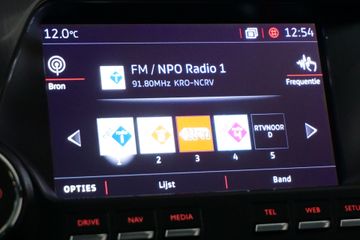 12.0°C
12:54
FM / NPO Radio 1
91.80MHz KRO-NCRV
Bron
Frequentie
RTVNOOR
D
1 2 3 4 5
OPTIES Lijst Band
DRIVE NAV MEDIA TEL WEB SETUP